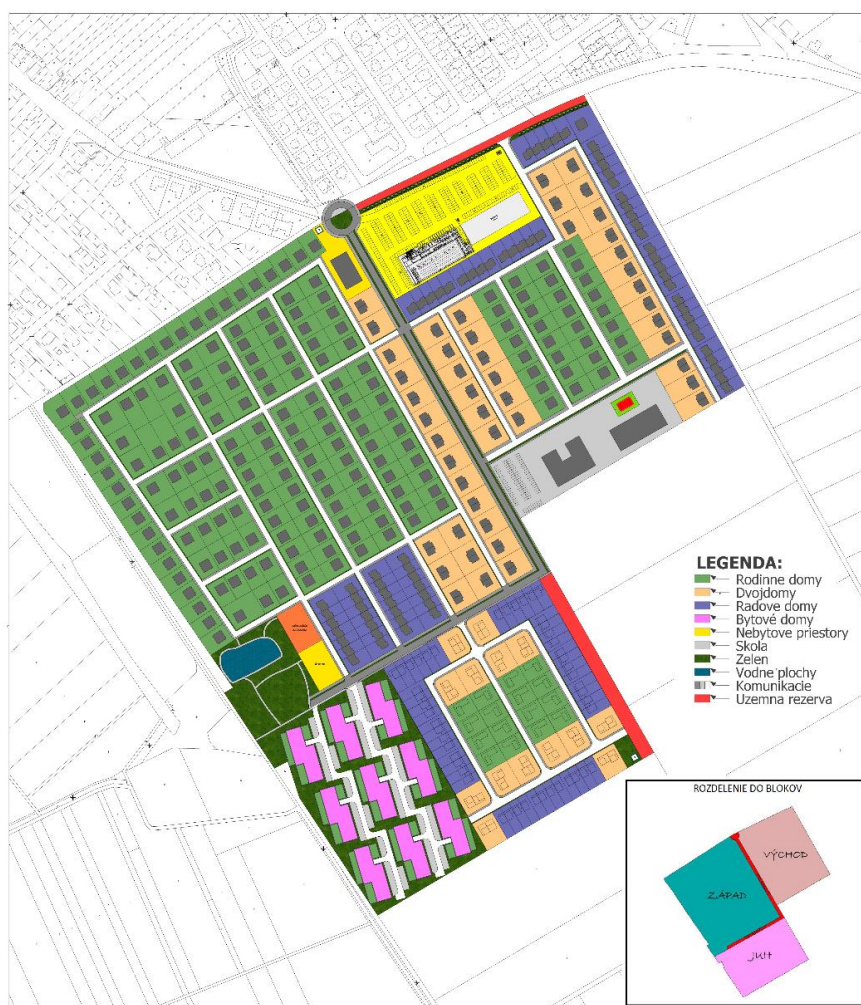 LEGENDA:
Rodinne domy
Dvojdomy
Radove domy
Bytové domy
Nebytove priestory
Skola
Zelen
Vodne plochy
Komunikacie
Uzemna rezerva
ROZDELENIE DO BLOKOV
VÝCHOD
ZÁPAD
JUH